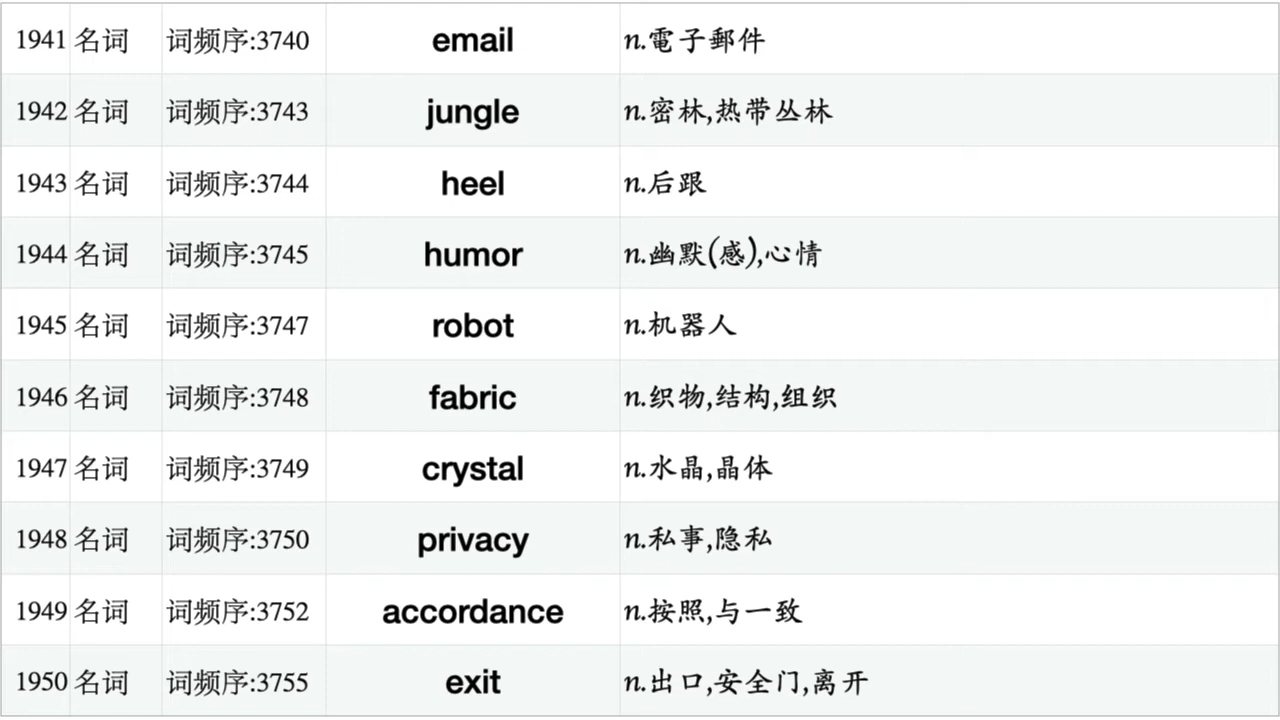 1941 名词 词频序:3740 email n.電子郵件
1942 名词 词频序:3743 jungle n.密林,热带丛林
1943 名词 词频序:3744 heel n.后跟
1944 名词 词频序:3745 humor n.幽默(感),心情
1945 名词 词频序:3747 robot n.机器人
1946 名词 词频序:3748 fabric n.织物,结构,组织
1947 名词 词频序:3749 crystal n.水晶,晶体
1948 名词 词频序:3750 privacy n.私事,隐私
1949 名词 词频序:3752 accordance n.按照,与一致
1950 名词 词频序:3755 exit n.出口,安全门,离开